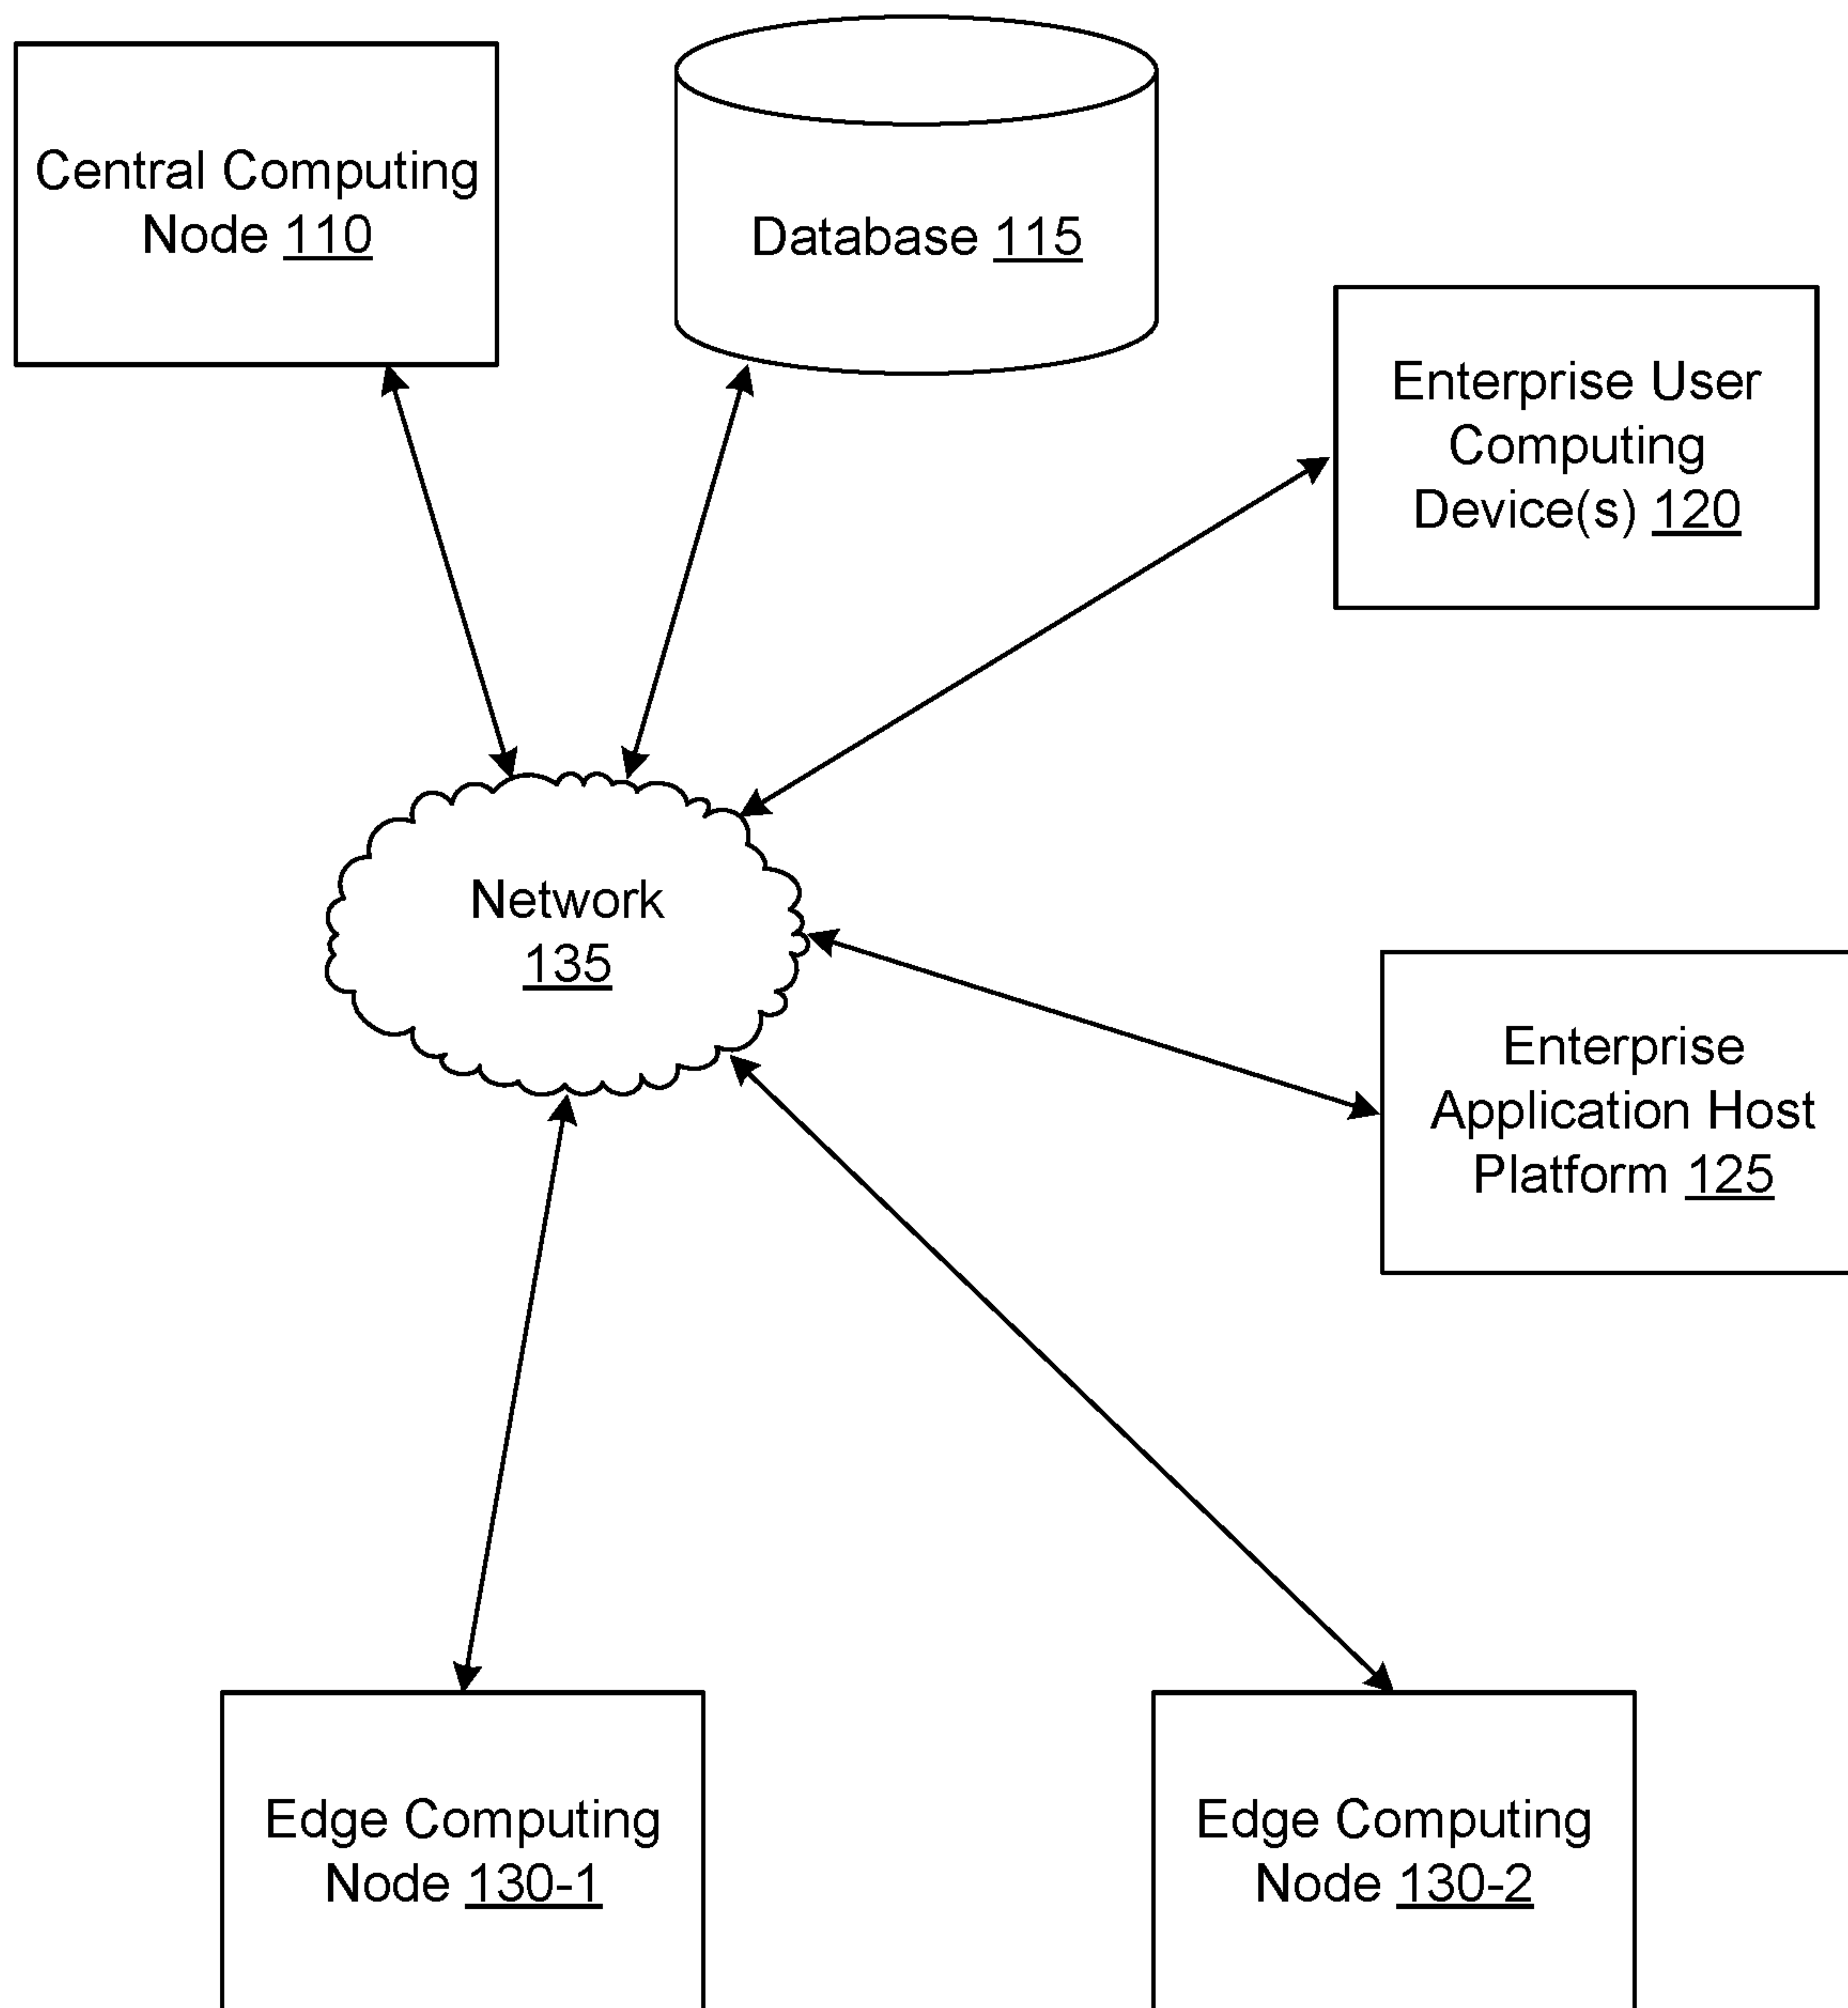 Central Computing
Node 110
Database 115
Enterprise User
Computing
Device(s) 120
Network
135
Enterprise
Application Host
Platform 125
Edge Computing
Node 130-1
Edge Computing
Node 130-2